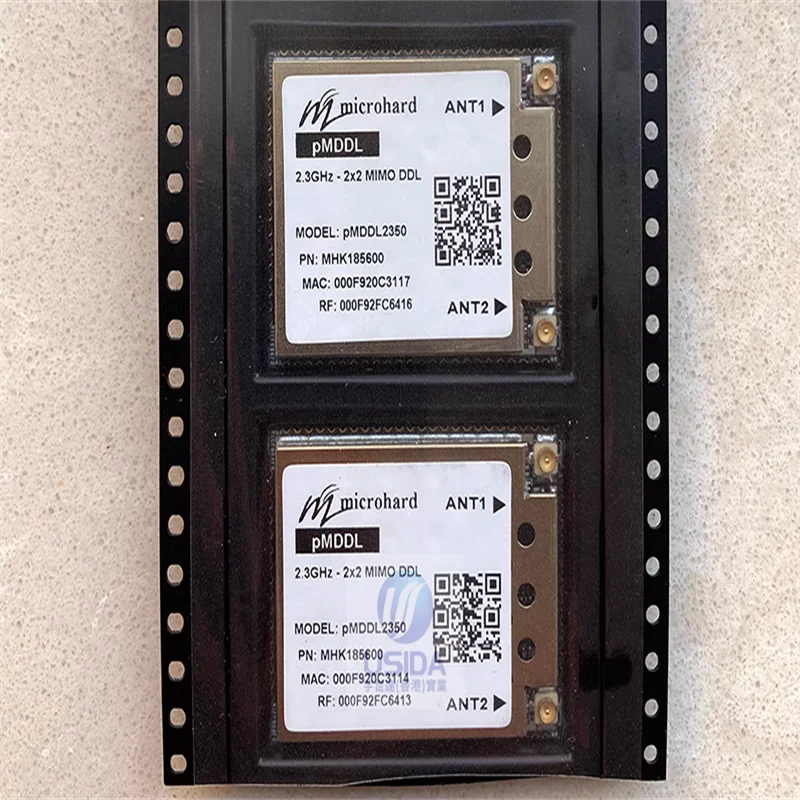 microhard
ANT1
pMDDL
2.3GHz - 2x2 MIMO DDL
MODEL: pMDDL2350
PN: MHK185600
MAC: 000F920C3117
RF: 000F92FC6416
ANT2
microhard
ANT1
pMDDL
2.3GHz - 2x2 MIMO DDL
MODEL: pMDDL2350
PN: MHK185600
USIDA
MAC: 000F920C3114
RF: 000F92FC6413
ANT2